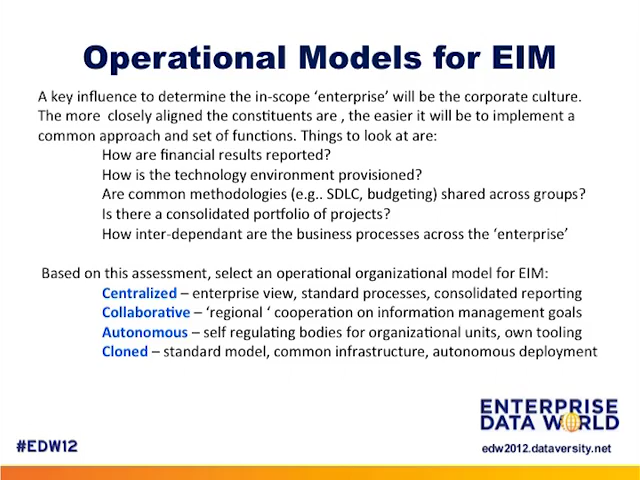 Operational Models for EIM
A key influence to determine the in-scope ‘enterprise’ will be the corporate culture.
The more  closely aligned the constituents are , the easier it will be to implement a
common approach and set of functions. Things to look at are:
How are financial results reported?
How is the technology environment provisioned?
Are common methodologies (e.g.. SDLC, budgeting) shared across groups?
Is there a consolidated portfolio of projects?
How inter-dependant are the business processes across the ‘enterprise’
Based on this assessment, select an operational organizational model for EIM:
Centralized – enterprise view, standard processes, consolidated reporting
Collaborative – ‘regional ‘ cooperation on information management goals
Autonomous – self regulating bodies for organizational units, own tooling
Cloned – standard model, common infrastructure, autonomous deployment
ENTERPRISE
DATA WORLD
#EDW12
edw2012.dataversity.net